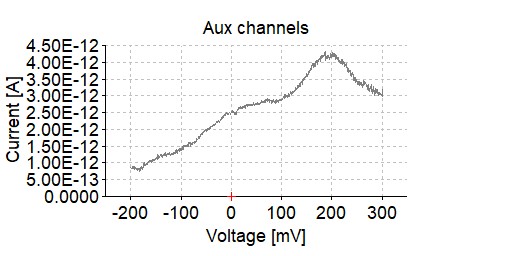 Aux channels
4.50E-12
4.00E-12
3.50E-12
3.00E-12
2.50E-12
2.00E-12
1.50E-12
1.00E-12
5.00E-13
0.0000
Current [A]
-200 -100 0 100 200 300
Voltage [mV]